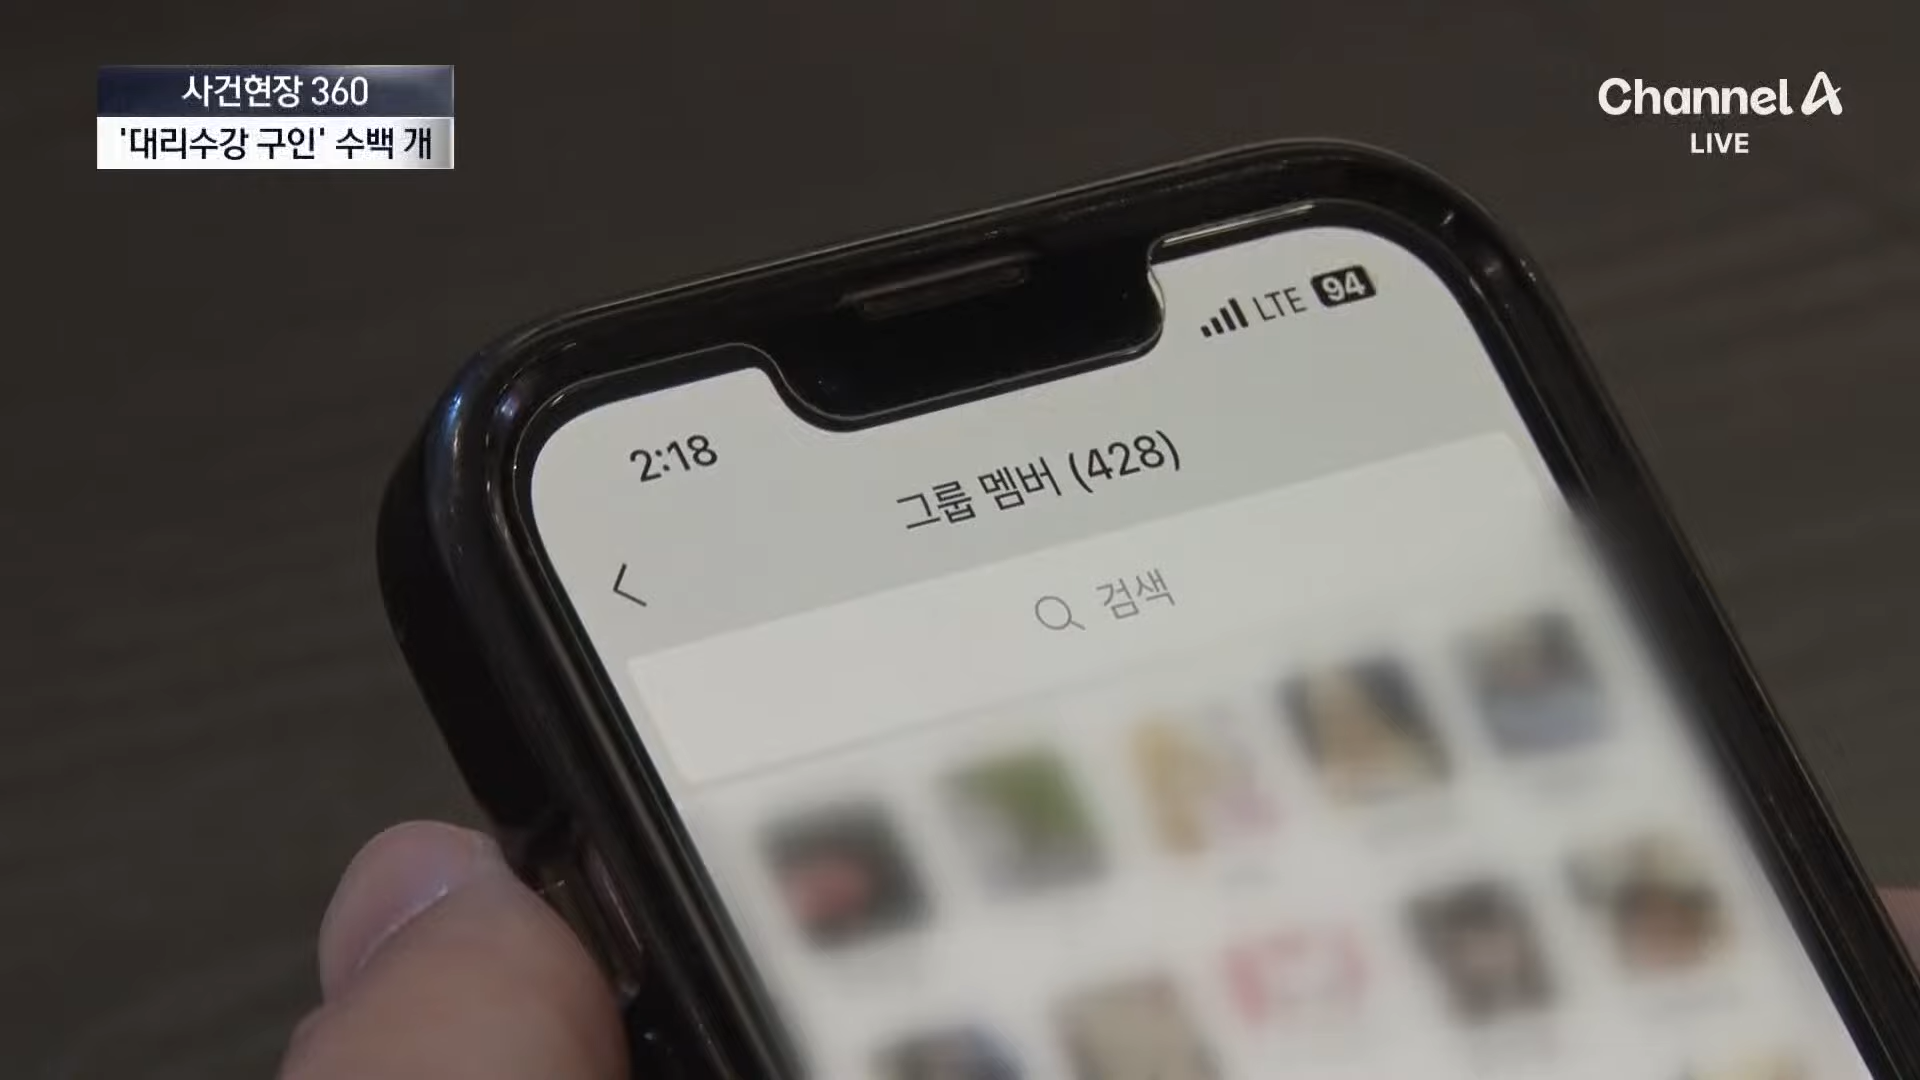 사건현장 360
'대리수강 구인' 수백 개
Channel A
LIVE
LTE 94
2:18
그룹 멤버 (428)
검색